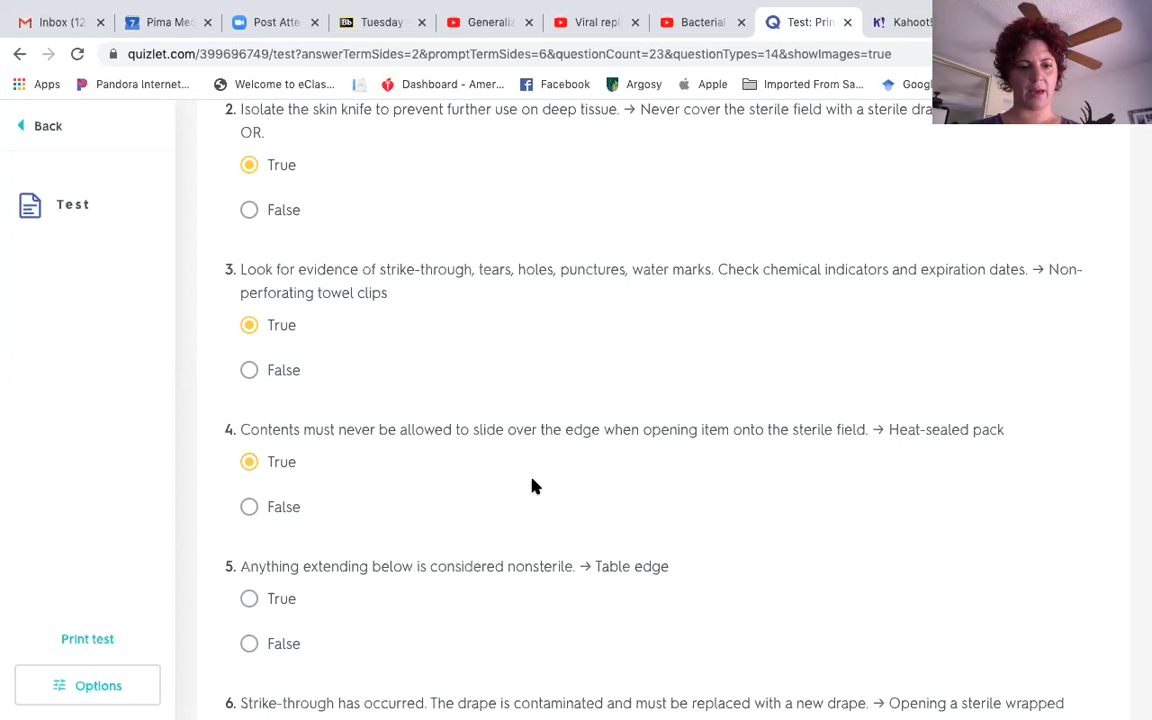 Inbox (12
Pima Med
Post Atte
Tuesday
Generaliz
Viral repl
Bacterial
Test: Prin
Kahoot!
quizlet.com/399696749/test?answerTermSides=2&promptTermSides=6&questionCount=23&questionTypes=14&showImages=true
Apps
Pandora Internet...
Welcome to eClas...
Dashboard - Amer...
Facebook
Argosy
Apple
Imported From Sa...
Back
Test
2. Isolate the skin knife to prevent further use on deep tissue. → Never cover the sterile field with a sterile
OR.
True
False
3. Look for evidence of strike-through, tears, holes, punctures, water marks. Check chemical indicators and expiration dates. → Non-
perforating towel clips
True
False
4. Contents must never be allowed to slide over the edge when opening item onto the sterile field. → Heat-sealed pack
True
False
5. Anything extending below is considered nonsterile. → Table edge
True
False
6. Strike-through has occurred. The drape is contaminated and must be replaced with a new drape. → Opening a sterile wrapped
Print test
Options